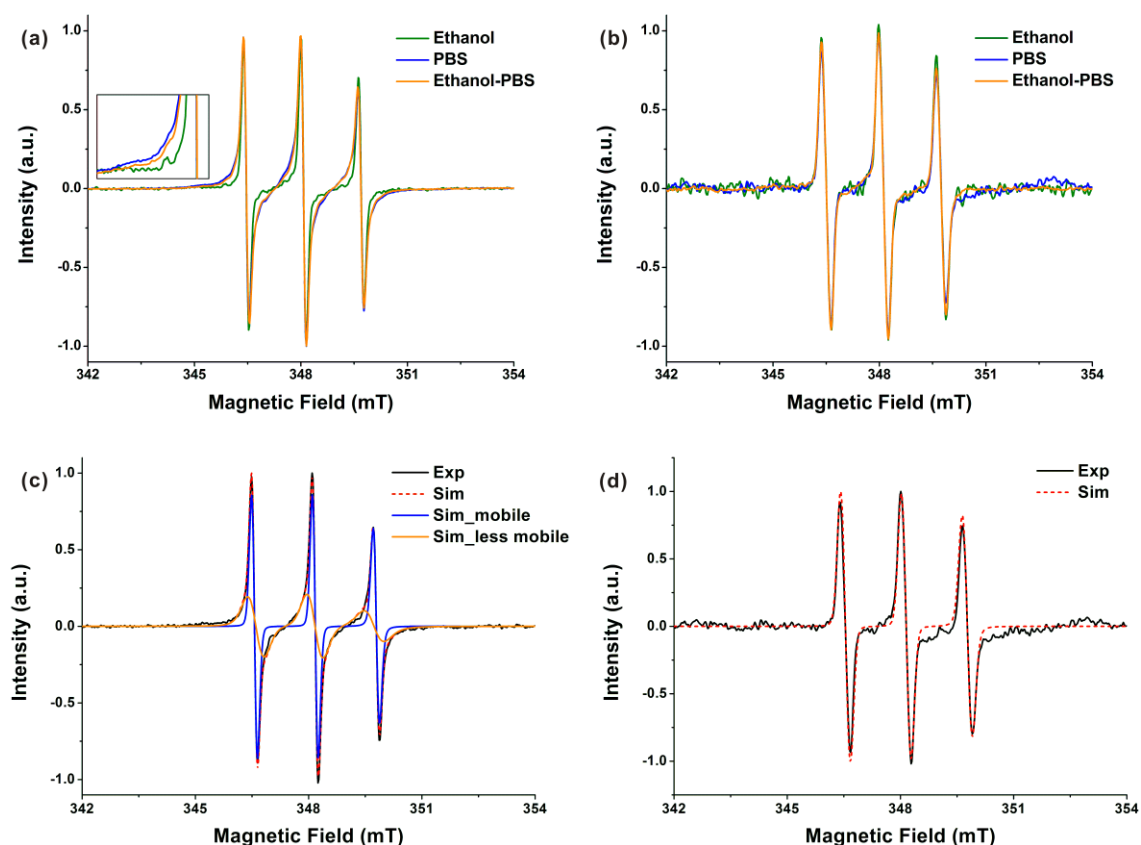 (a)
Ethanol
PBS
Ethanol-PBS
1.0
0.5
0.0
-0.5
-1.0
342 345 348 351 354
Intensity (a.u.)
Magnetic Field (mT)
(b)
Ethanol
PBS
Ethanol-PBS
1.0
0.5
0.0
-0.5
-1.0
342 345 348 351 354
Intensity (a.u.)
Magnetic Field (mT)
(c)
Exp
Sim
Sim_mobile
Sim_less mobile
1.0
0.5
0.0
-0.5
-1.0
342 345 348 351 354
Intensity (a.u.)
Magnetic Field (mT)
(d)
Exp
Sim
1.0
0.5
0.0
-0.5
-1.0
342 345 348 351 354
Intensity (a.u.)
Magnetic Field (mT)